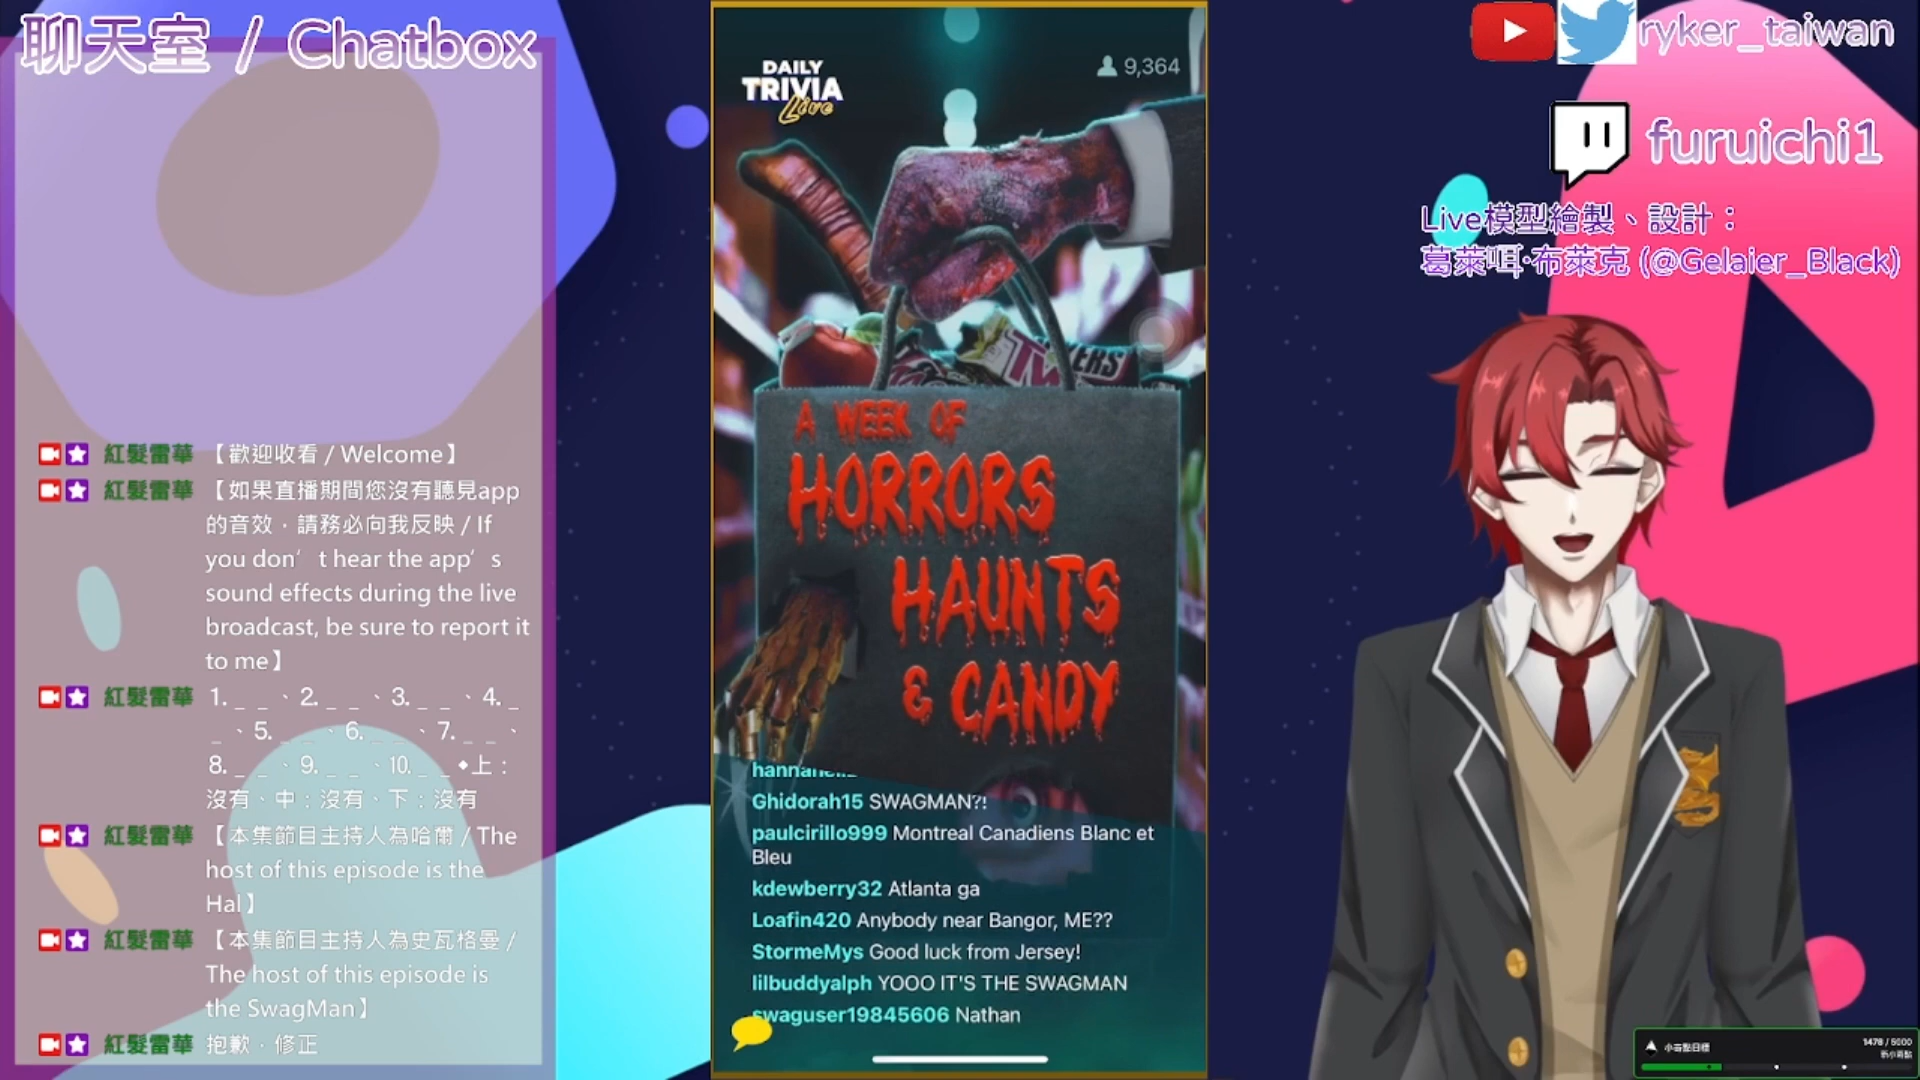 聊天室 / Chatbox
紅髮雷華 【歡迎收看 / Welcome】
紅髮雷華 【如果直播期間您沒有聽見app
的音效，請務必向我反映 / If
you don't hear the app's
sound effects during the live
broadcast, be sure to report it
to me】
紅髮雷華 1. _ _ 、2. _ _ 、3. _ _ 、4. _
_ 、5. _ _ 、6. _ _ 、7. _ _ 、
8. _ _ 、9. _ _ 、10. _ _ ◆上：
沒有、中：沒有、下：沒有
紅髮雷華 【本集節目主持人為哈爾 / The
host of this episode is the
Hal】
紅髮雷華 【本集節目主持人為史瓦格曼 /
The host of this episode is
the SwagMan】
紅髮雷華 抱歉，修正
DAILY
TRIVIA
Live
9,364
A WEEK OF
HORRORS
HAUNTS
& CANDY
Ghidorah15 SWAGMAN?!
paulcirillo999 Montreal Canadiens Blanc et
Bleu
kdewberry32 Atlanta ga
Loafin420 Anybody near Bangor, ME??
StormeMys Good luck from Jersey!
lilbuddyalph YOOO IT'S THE SWAGMAN
swaguser19845606 Nathan
ryker_taiwan
furuichi1
Live模型繪製、設計：
葛萊咡·布萊克 (@Gelaier_Black)
1478 / 5000